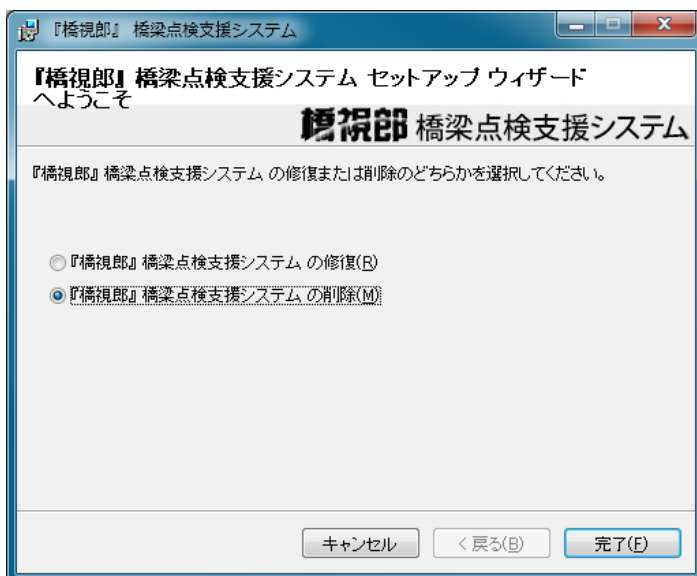 『橋視郎』 橋梁点検支援システム
『橋視郎』 橋梁点検支援システム セットアップ ウィザード
へようこそ
橋視郎 橋梁点検支援システム
『橋視郎』 橋梁点検支援システム の修復または削除のどちらかを選択してください。
『橋視郎』 橋梁点検支援システム の修復(R)
『橋視郎』 橋梁点検支援システム の削除(M)
キャンセル
< 戻る(B)
完了(F)